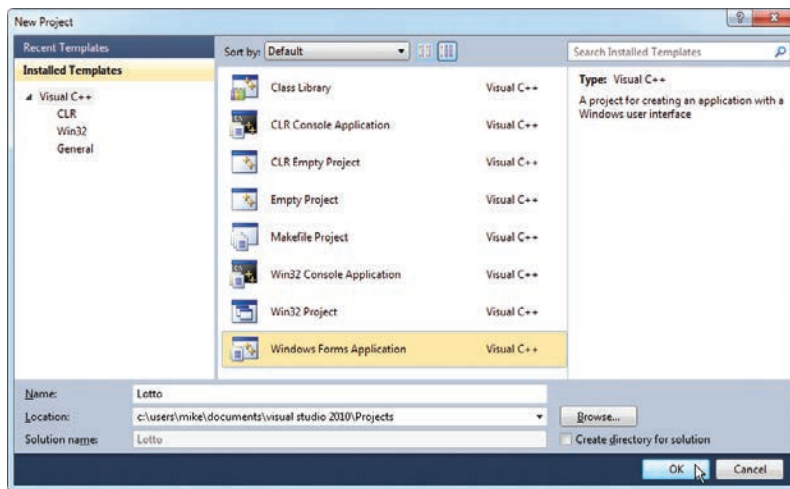 New Project
Recent Templates
Installed Templates
Visual C++
CLR
Win32
General
Sort by: Default
Search Installed Templates
Class Library Visual C++
CLR Console Application Visual C++
CLR Empty Project Visual C++
Empty Project Visual C++
Makefile Project Visual C++
Win32 Console Application Visual C++
Win32 Project Visual C++
Windows Forms Application Visual C++
Type: Visual C++
A project for creating an application with a
Windows user interface
Name: Lotto
Location: c:\users\mike\documents\visual studio 2010\Projects
Browse...
Solution name: Lotto
Create directory for solution
OK
Cancel